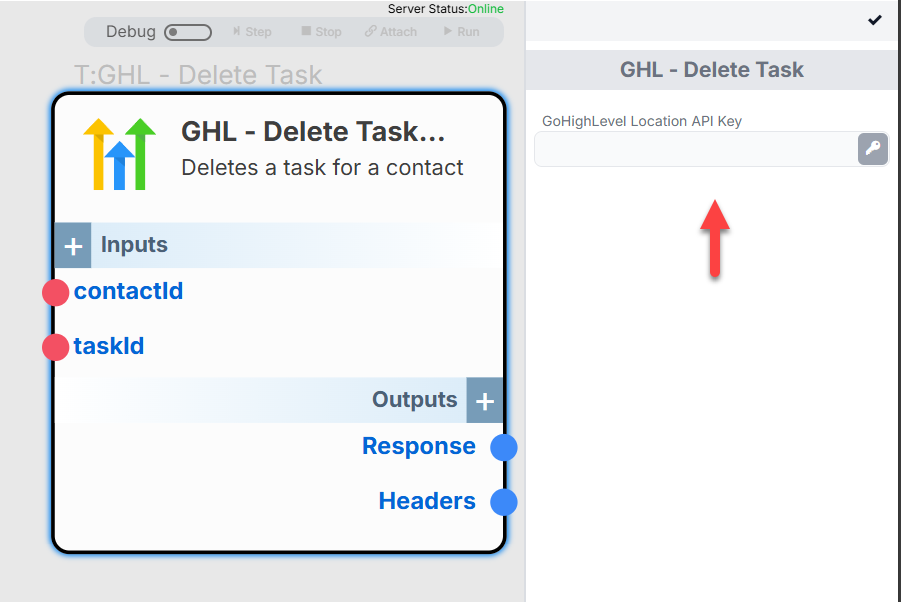 Server Status:Online
Debug
Step
Stop
Attach
Run
T:GHL - Delete Task
GHL - Delete Task...
Deletes a task for a contact
Inputs
contactId
taskId
Outputs
Response
Headers
GHL - Delete Task
GoHighLevel Location API Key